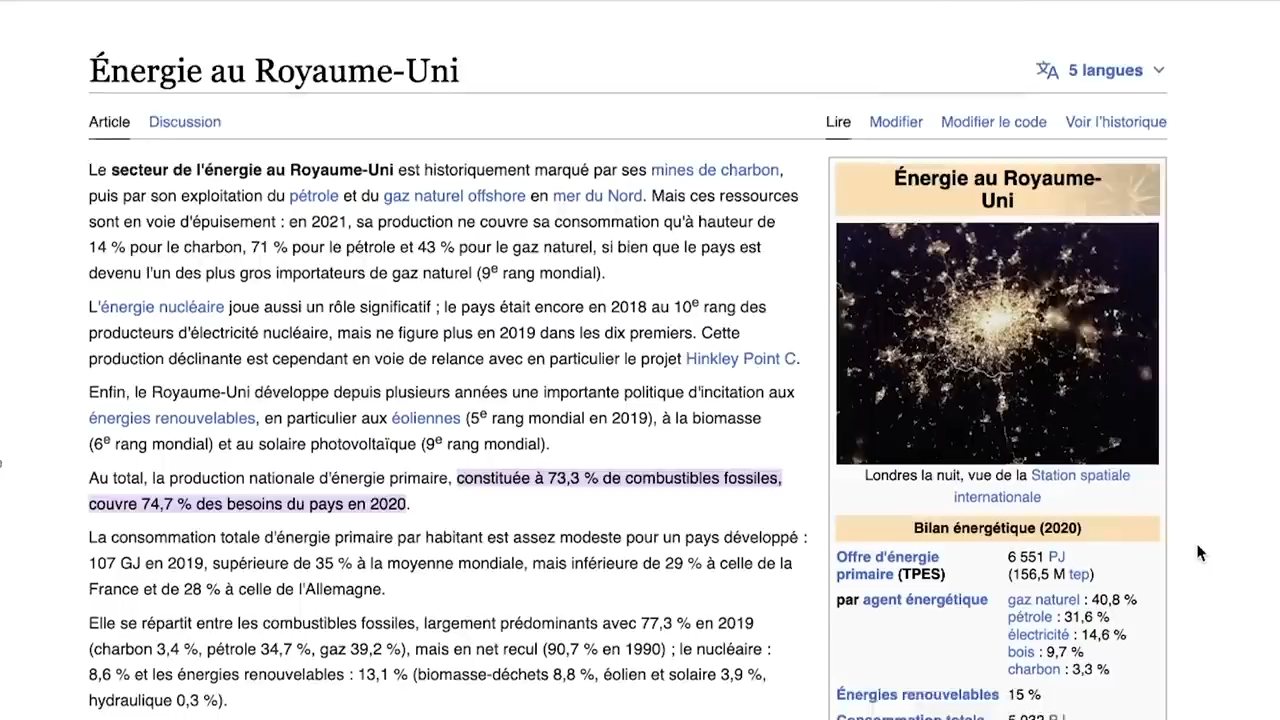 Énergie au Royaume-Uni
5 langues
Article Discussion
Lire Modifier Modifier le code Voir l'historique
Le secteur de l'énergie au Royaume-Uni est historiquement marqué par ses mines de charbon,
puis par son exploitation du pétrole et du gaz naturel offshore en mer du Nord. Mais ces ressources
sont en voie d'épuisement : en 2021, sa production ne couvre sa consommation qu'à hauteur de
14 % pour le charbon, 71 % pour le pétrole et 43 % pour le gaz naturel, si bien que le pays est
devenu l'un des plus gros importateurs de gaz naturel (9e rang mondial).
L'énergie nucléaire joue aussi un rôle significatif ; le pays était encore en 2018 au 10e rang des
producteurs d'électricité nucléaire, mais ne figure plus en 2019 dans les dix premiers. Cette
production déclinante est cependant en voie de relance avec en particulier le projet Hinkley Point C.
Enfin, le Royaume-Uni développe depuis plusieurs années une importante politique d'incitation aux
énergies renouvelables, en particulier aux éoliennes (5e rang mondial en 2019), à la biomasse
(6e rang mondial) et au solaire photovoltaïque (9e rang mondial).
Au total, la production nationale d'énergie primaire, constituée à 73,3 % de combustibles fossiles,
couvre 74,7 % des besoins du pays en 2020.
La consommation totale d'énergie primaire par habitant est assez modeste pour un pays développé :
107 GJ en 2019, supérieure de 35 % à la moyenne mondiale, mais inférieure de 29 % à celle de la
France et de 28 % à celle de l'Allemagne.
Elle se répartit entre les combustibles fossiles, largement prédominants avec 77,3 % en 2019
(charbon 3,4 %, pétrole 34,7 %, gaz 39,2 %), mais en net recul (90,7 % en 1990) ; le nucléaire :
8,6 % et les énergies renouvelables : 13,1 % (biomasse-déchets 8,8 %, éolien et solaire 3,9 %,
hydraulique 0,3 %).
Énergie au Royaume-
Uni
Londres la nuit, vue de la Station spatiale
internationale
Bilan énergétique (2020)
Offre d'énergie 6 551 PJ
primaire (TPES) (156,5 M tep)
par agent énergétique gaz naturel : 40,8 %
pétrole : 31,6 %
électricité : 14,6 %
bois : 9,7 %
charbon : 3,3 %
Énergies renouvelables 15 %
Consommation totale 5 032 PJ